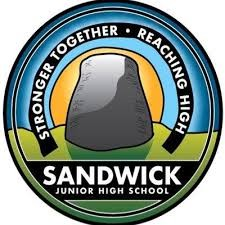 STRONGER TOGETHER • REACHING HIGH
SANDWICK
JUNIOR HIGH SCHOOL